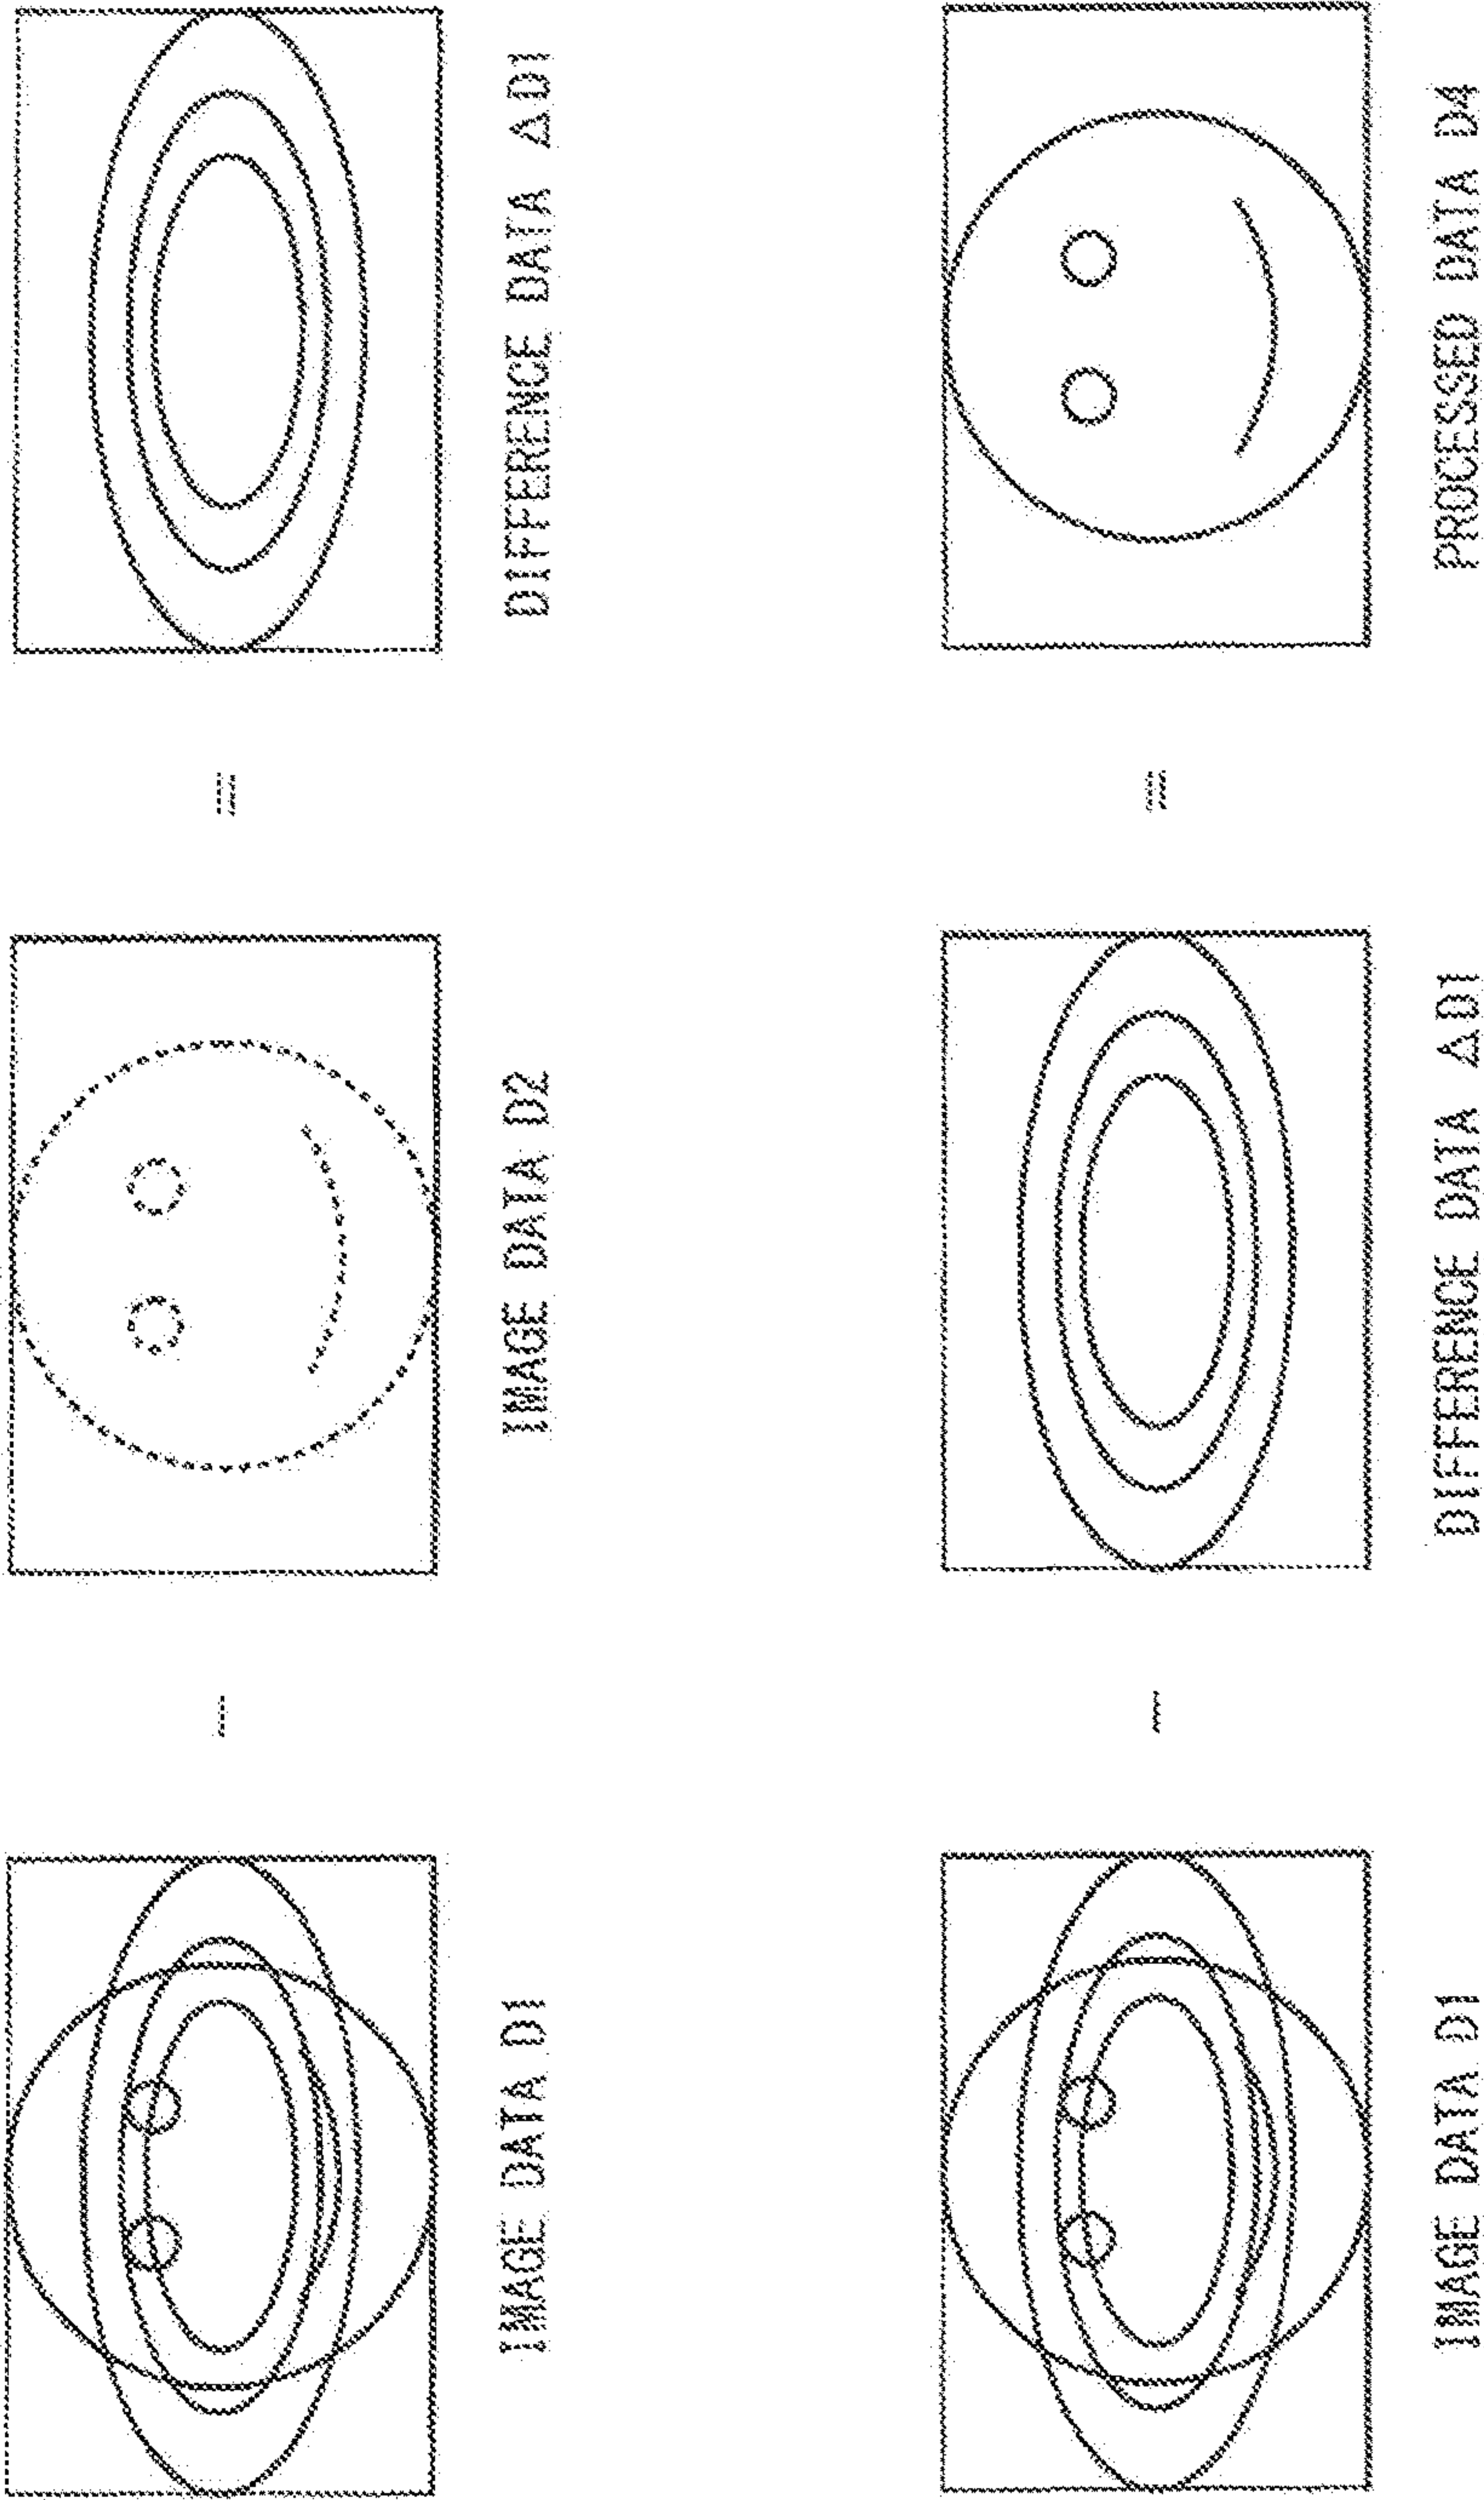 IMAGE DATA D1 - IMAGE DATA D2 = DIFFERENCE DATA ΔD1
IMAGE DATA D1 - DIFFERENCE DATA ΔD1 = PROCESSED DATA D4